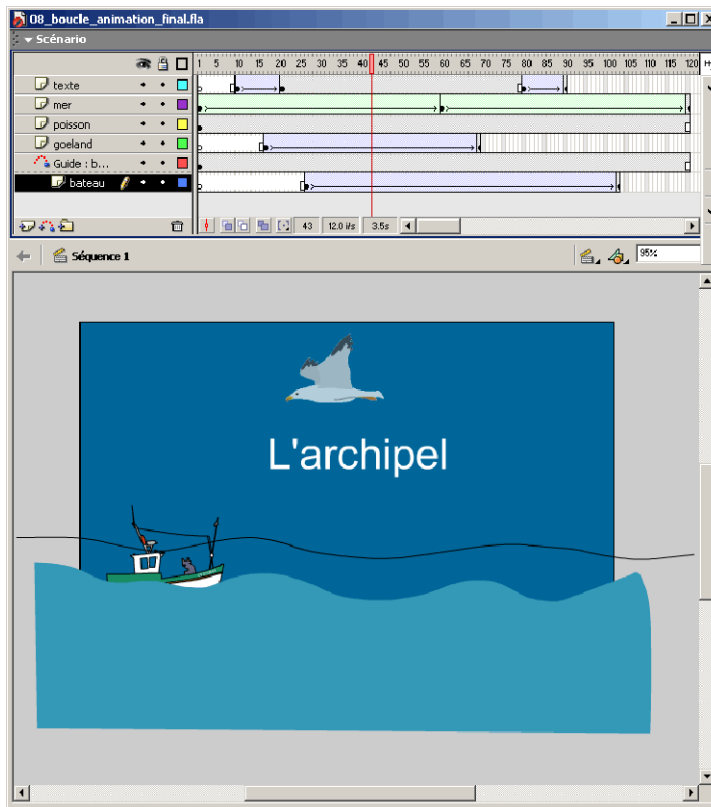 08_boucle_animation_final.fla
Scénario
1 5 10 15 20 25 30 35 40 45 50 55 60 65 70 75 80 85 90 95 100 105 110 115 120
texte
mer
poisson
goeland
Guide : b...
bateau
43 12.0 i/s 3.5s
Séquence 1 95%
L'archipel